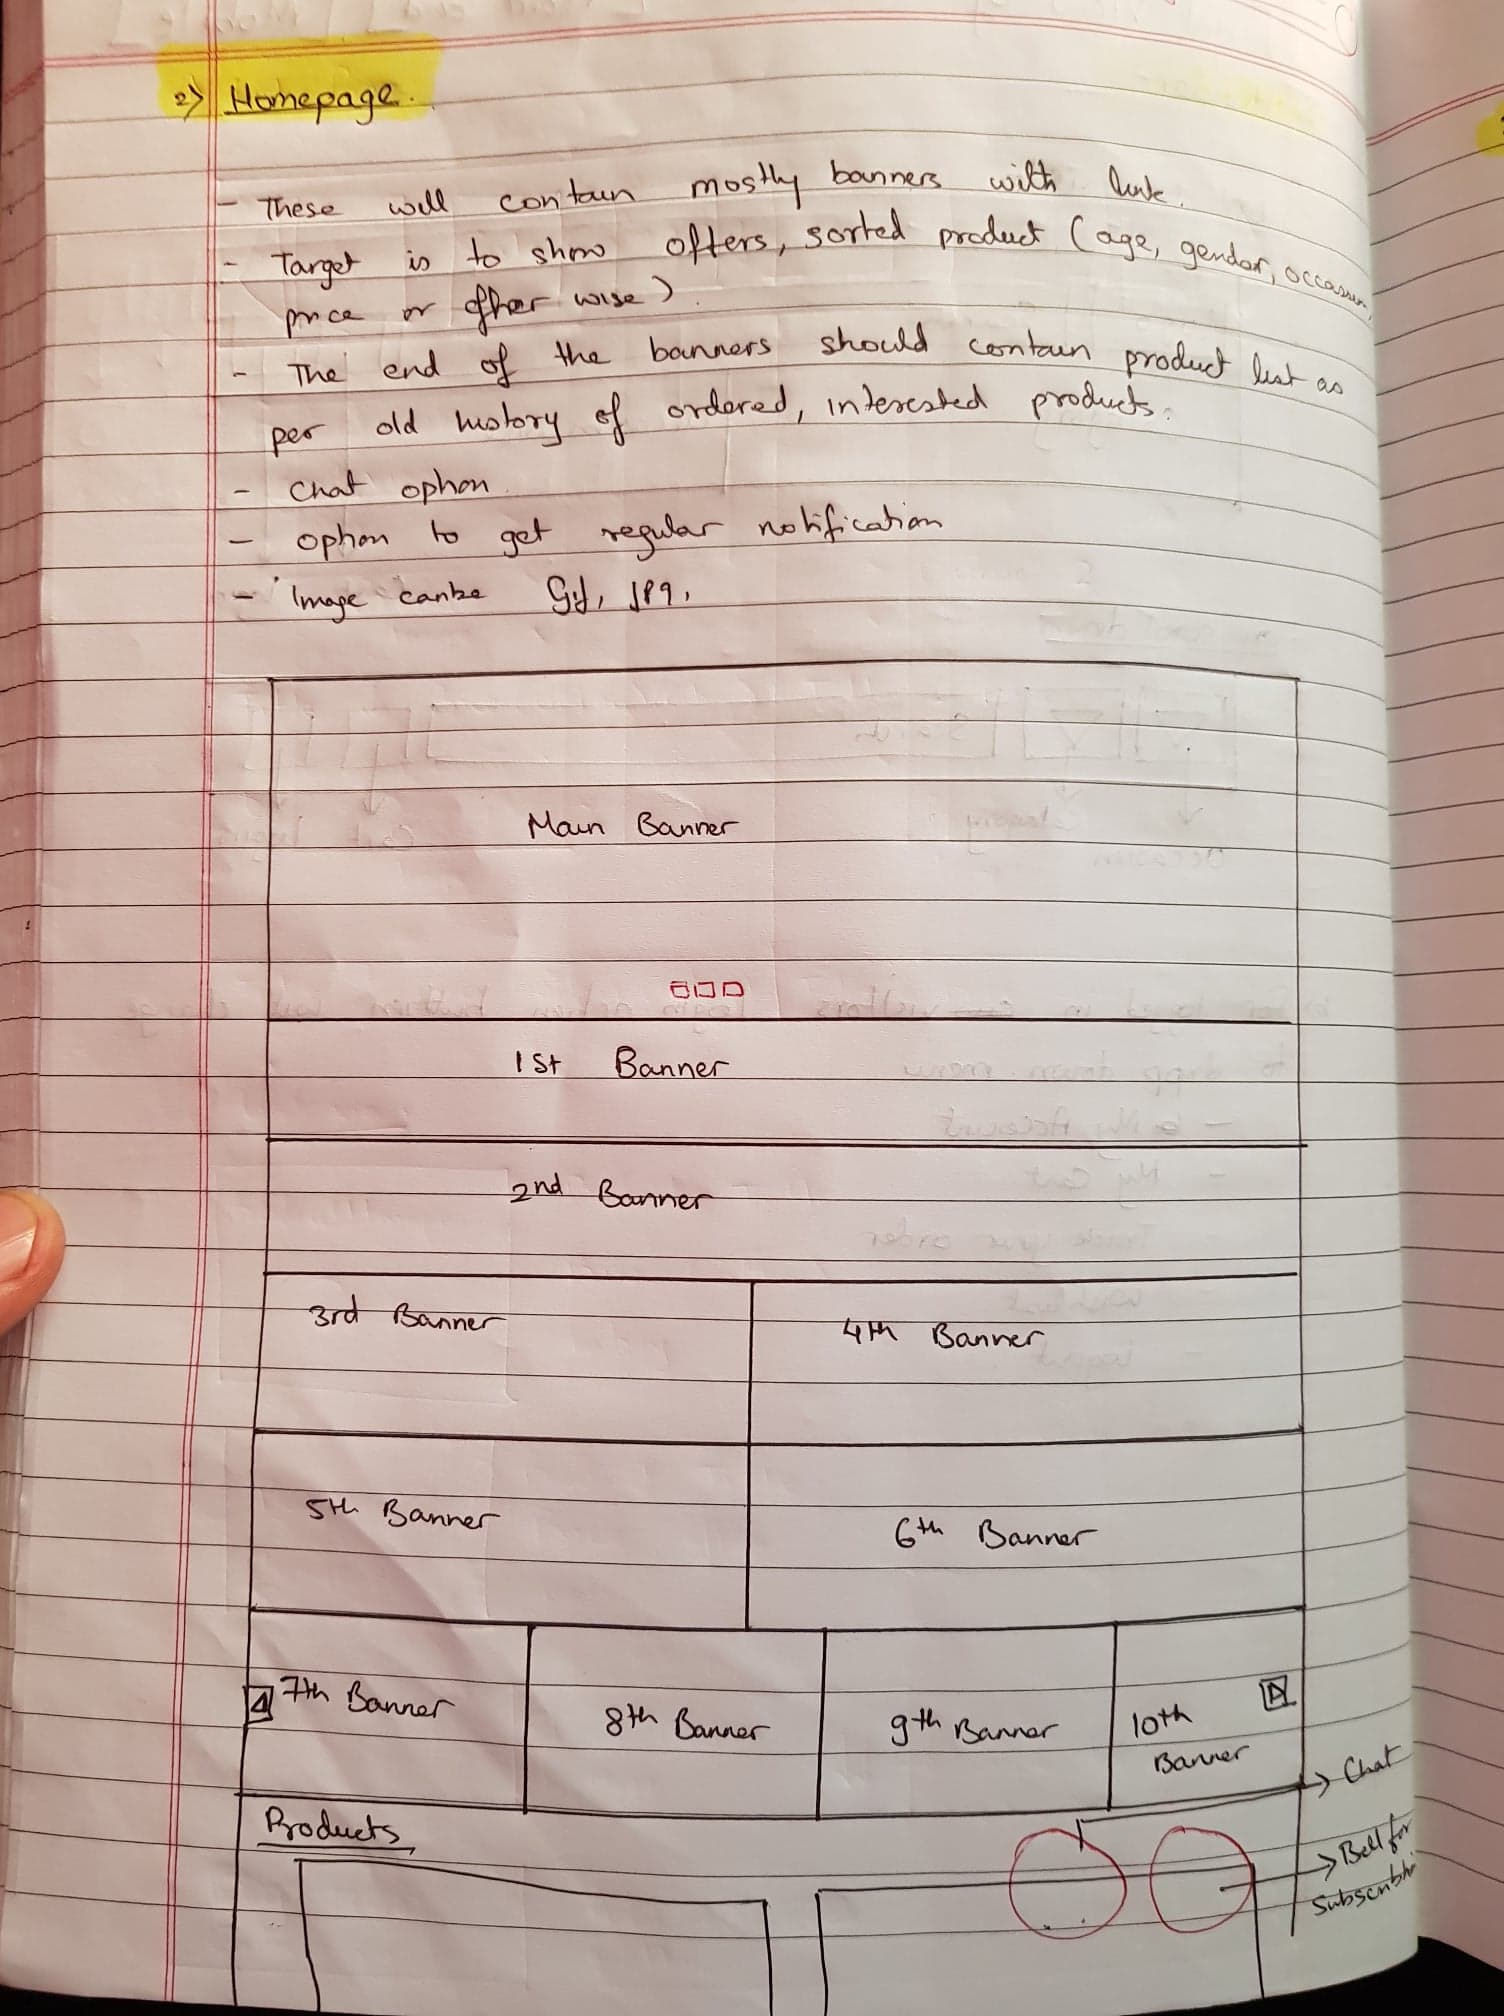 2) Homepage.
- These will contain mostly banners with link.
- Target is to show offers, sorted product (age, gender, occassion,
price or other wise).
- The end of the banners should contain product list as
per old history of ordered, interested products.
- Chat option
- option to get regular notification
- Image canbe Gif, JPg,
Main Banner
1st Banner
2nd Banner
3rd Banner 4th Banner
5th Banner 6th Banner
7th Banner 8th Banner 9th Banner 10th
Banner
→ Chat
Products
→ Bell for